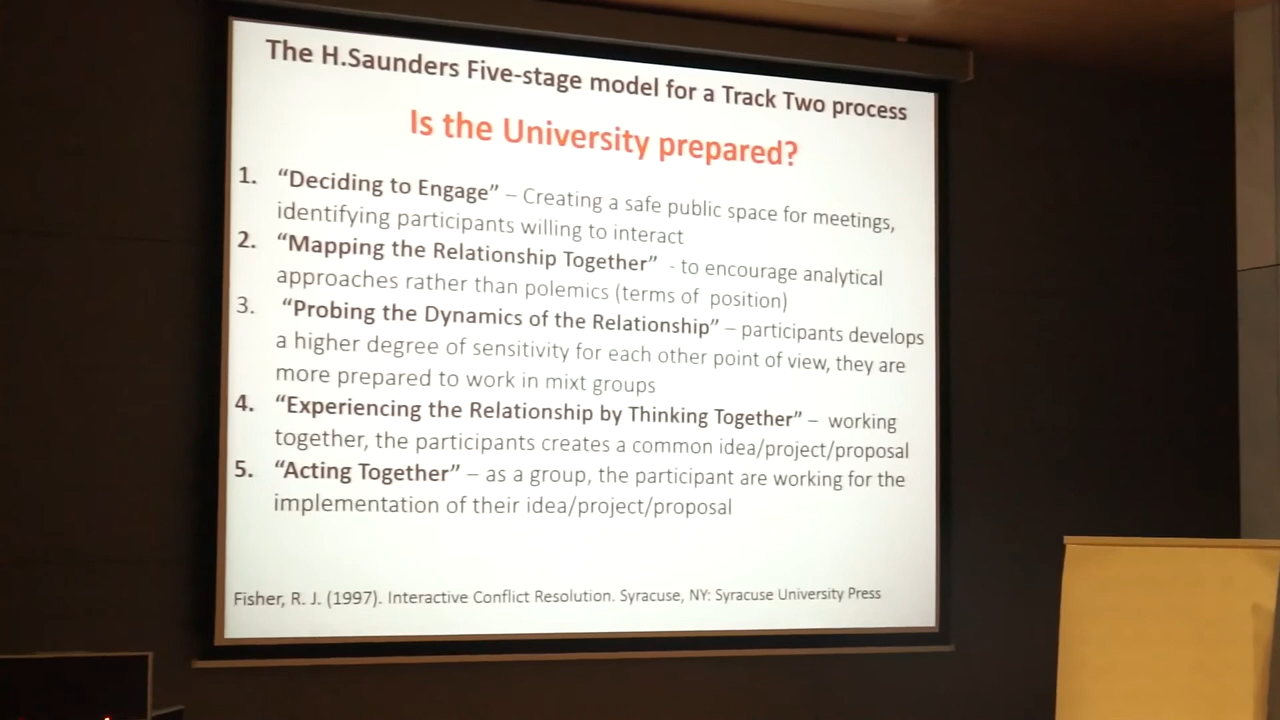 The H.Saunders Five-stage model for a Track Two process
Is the University prepared?
1. “Deciding to Engage” – Creating a safe public space for meetings,
identifying participants willing to interact
2. “Mapping the Relationship Together” - to encourage analytical
approaches rather than polemics (terms of position)
3. “Probing the Dynamics of the Relationship” – participants develops
a higher degree of sensitivity for each other point of view, they are
more prepared to work in mixt groups
4. “Experiencing the Relationship by Thinking Together” – working
together, the participants creates a common idea/project/proposal
5. “Acting Together” – as a group, the participant are working for the
implementation of their idea/project/proposal
Fisher, R. J. (1997). Interactive Conflict Resolution. Syracuse, NY: Syracuse University Press